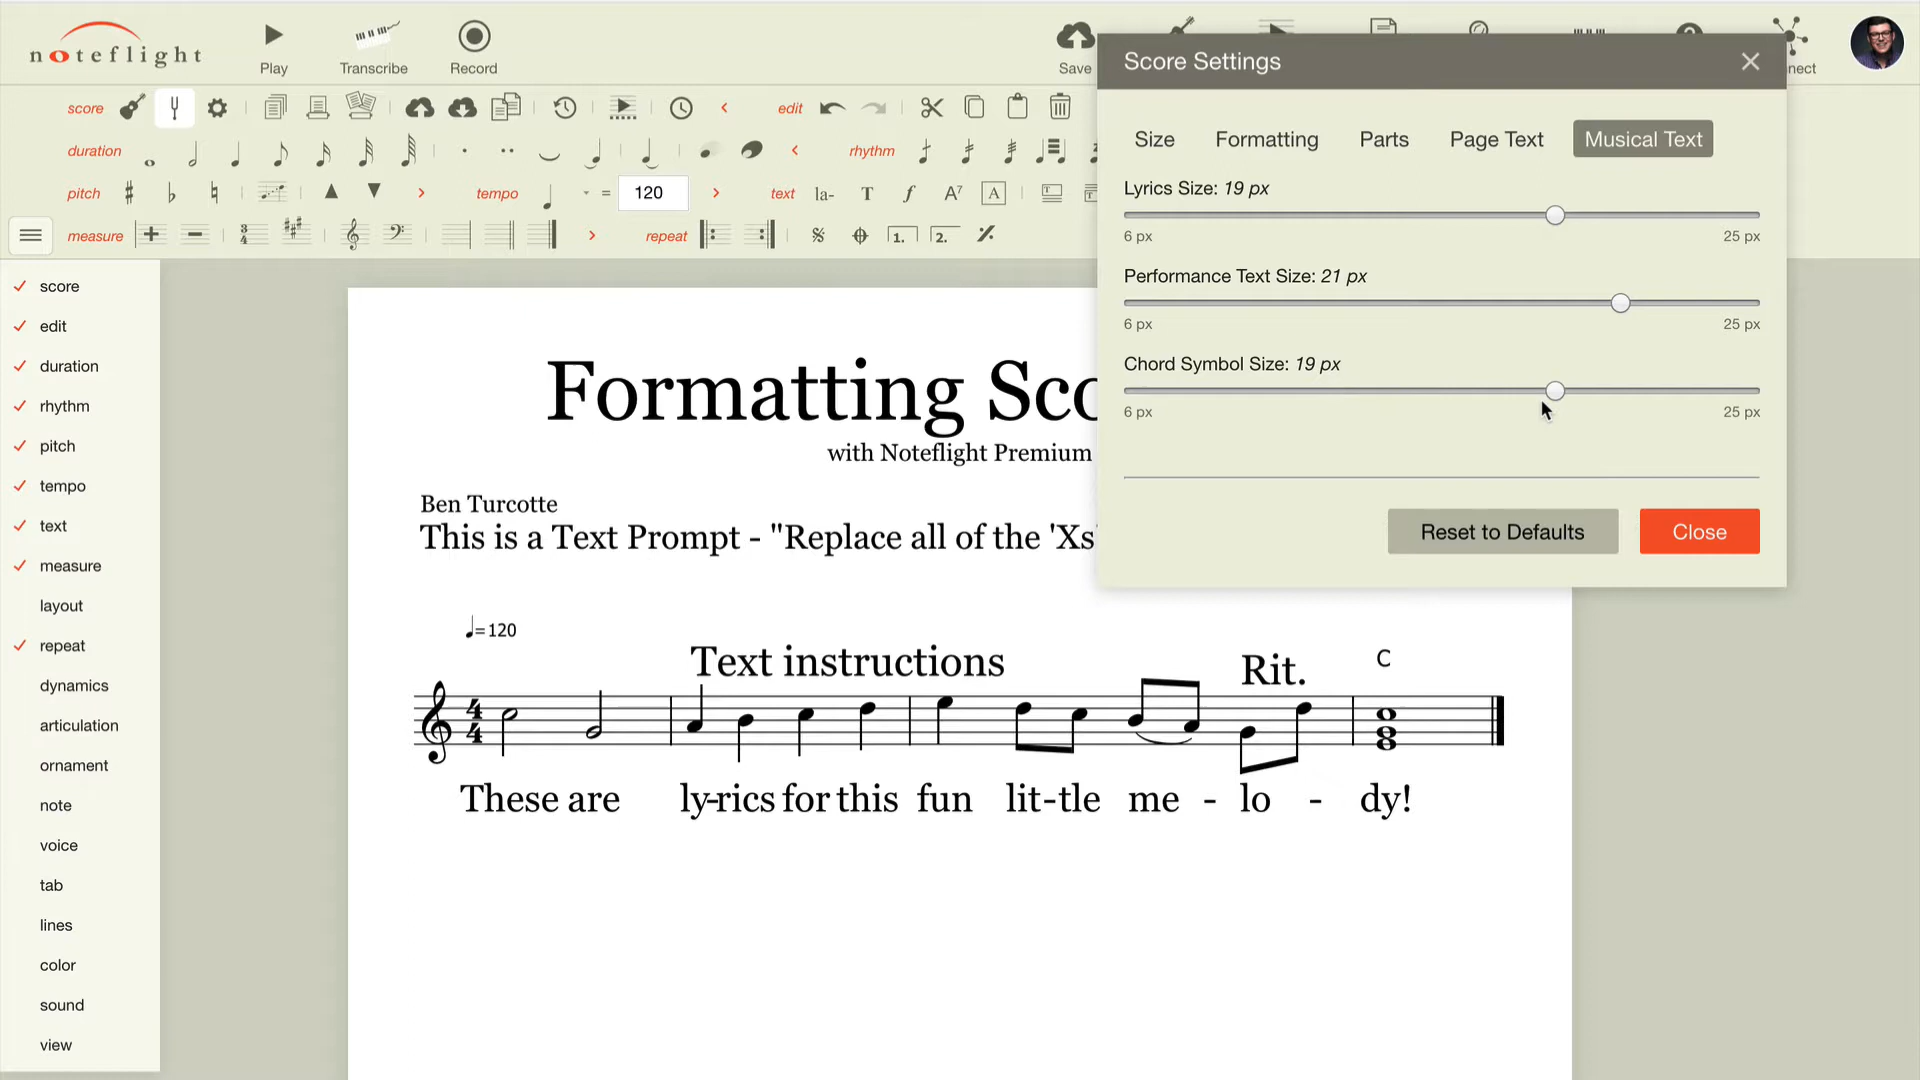 noteflight
Play
Transcribe
Record
Save
score
edit
duration
rhythm
pitch
tempo
=
120
text
la-
T
f
A7
A
measure
3
4
repeat
1.
2.
score
edit
duration
rhythm
pitch
tempo
text
measure
layout
repeat
dynamics
articulation
ornament
note
voice
tab
lines
color
sound
view
Score Settings
Size
Formatting
Parts
Page Text
Musical Text
Lyrics Size: 19 px
6 px
25 px
Performance Text Size: 21 px
6 px
25 px
Chord Symbol Size: 19 px
6 px
25 px
Reset to Defaults
Close
Formatting
with Noteflight Premium
Ben Turcotte
This is a Text Prompt - "Replace all of the 'Xs'
=120
Text instructions
Rit.
C
4
4
These are ly-rics for this fun lit-tle me - lo - dy!